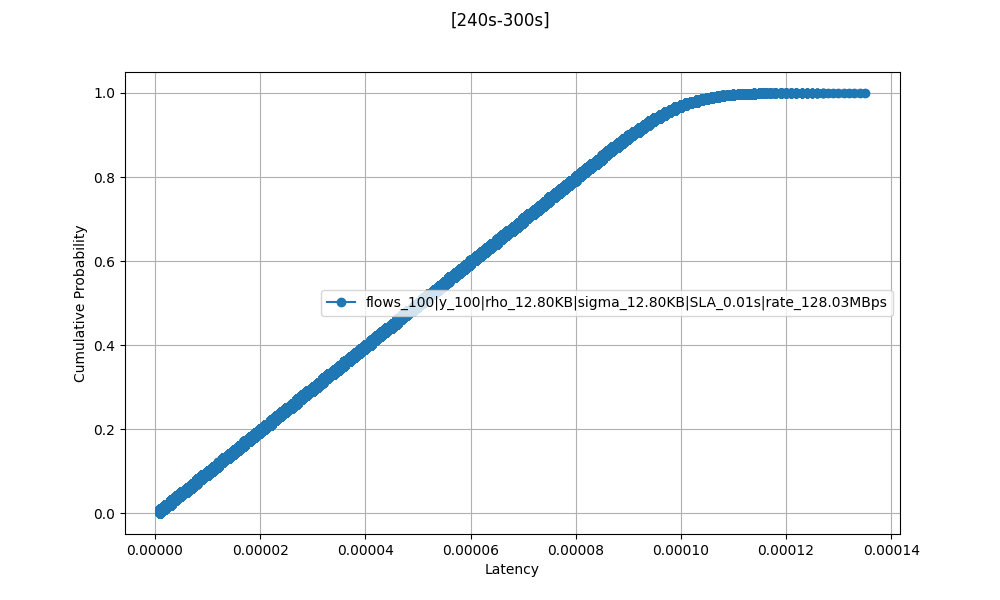 [240s-300s]
1.0
0.8
0.6
0.4
0.2
0.0
Cumulative Probability
flows_100|y_100|rho_12.80KB|sigma_12.80KB|SLA_0.01s|rate_128.03MBps
0.00000 0.00002 0.00004 0.00006 0.00008 0.00010 0.00012 0.00014
Latency